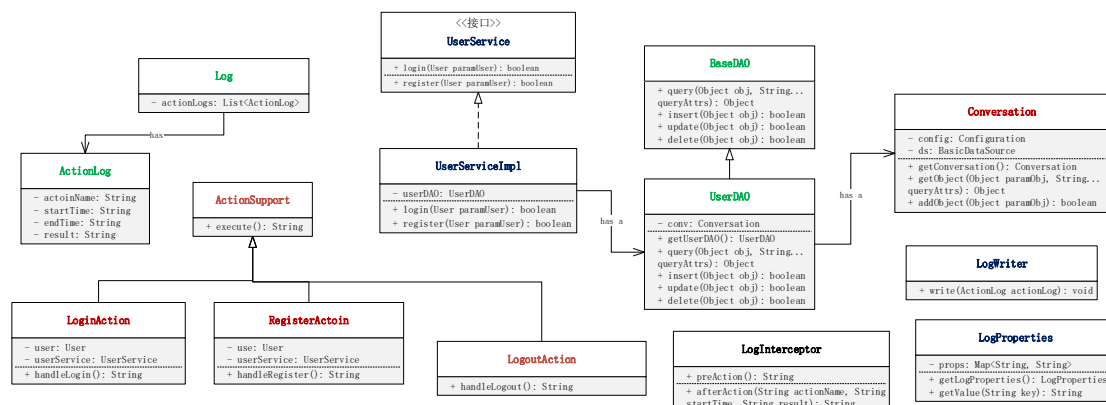 <<接口>>
UserService
+ login(User paramUser): boolean
+ register(User paramUser): boolean
Log
- actionLogs: List<ActionLog>
has
ActionLog
- actoinName: String
- startTime: String
- endTime: String
- result: String
ActionSupport
+ execute(): String
UserServiceImpl
- userDAO: UserDAO
+ login(User paramUser): boolean
+ register(User paramUser): boolean
has a
BaseDAO
+ query(Object obj, String...
queryAttrs): Object
+ insert(Object obj): boolean
+ update(Object obj): boolean
+ delete(Object obj): boolean
UserDAO
- conv: Conversation
+ getUserDAO(): UserDAO
+ query(Object obj, String...
queryAttrs): Object
+ insert(Object obj): boolean
+ update(Object obj): boolean
+ delete(Object obj): boolean
has a
Conversation
- config: Configuration
- ds: BasicDataSource
+ getConversation(): Conversation
+ getObject(Object paramObj, String...
queryAttrs): Object
+ addObject(Object paramObj): boolean
LogWriter
+ write(ActionLog actionLog): void
LoginAction
- user: User
- userService: UserService
+ handleLogin(): String
RegisterActoin
- use: User
- userService: UserService
+ handleRegister(): String
LogoutAction
+ handleLogout(): String
LogInterceptor
+ preAction(): String
+ afterAction(String actionName, String
startTime, String result): String
LogProperties
- props: Map<String, String>
+ getLogProperties(): LogProperties
+ getValue(String key): String